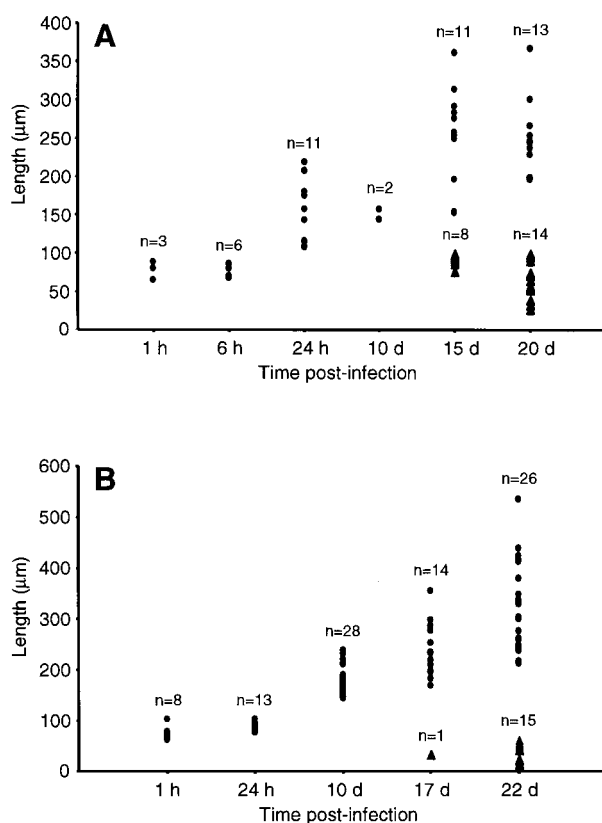 A
400
350
300
250
200
150
100
50
0
Length (µm)
n=3
n=6
n=11
n=2
n=11
n=8
n=13
n=14
1 h
6 h
24 h
10 d
15 d
20 d
Time post-infection
B
600
500
400
300
200
100
0
Length (µm)
n=8
n=13
n=28
n=14
n=1
n=26
n=15
1 h
24 h
10 d
17 d
22 d
Time post-infection